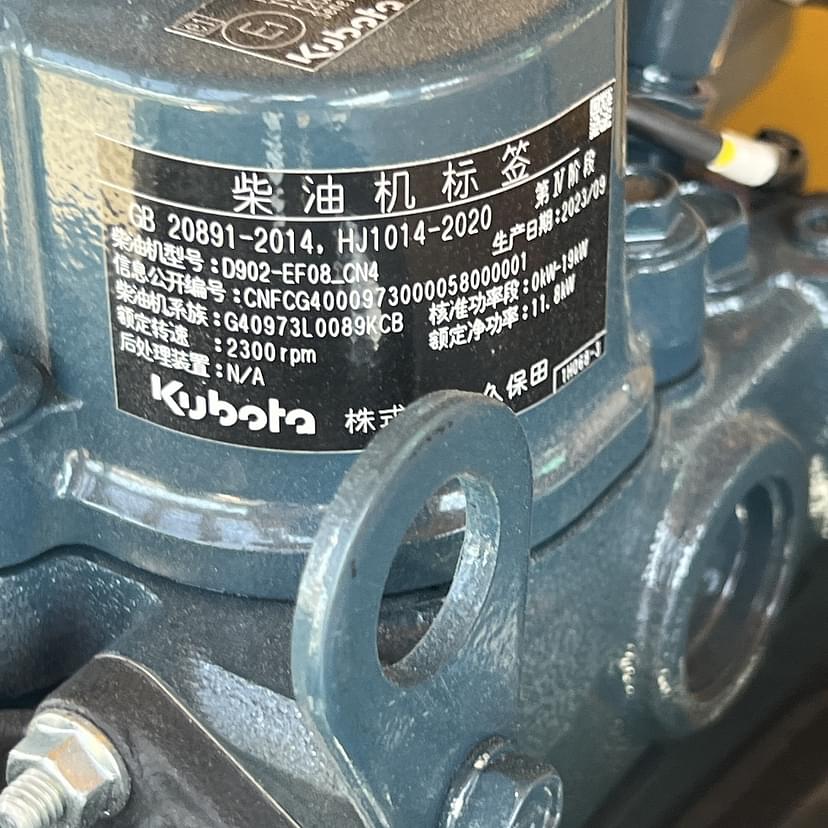 E1
Kubota
柴油机标签
GB 20891-2014, HJ1014-2020 第Ⅳ阶段
柴油机型号:D902-EF08_CN4 生产日期:2023/09
信息公开编号:CNFCG4000973000058000001
柴油机系族:G40973L0089KCB 核准功率段:0kW-19kW
额定转速 :2300rpm 额定净功率:11.8kW
后处理装置:N/A
Kubota 株式 久保田 1H068-3